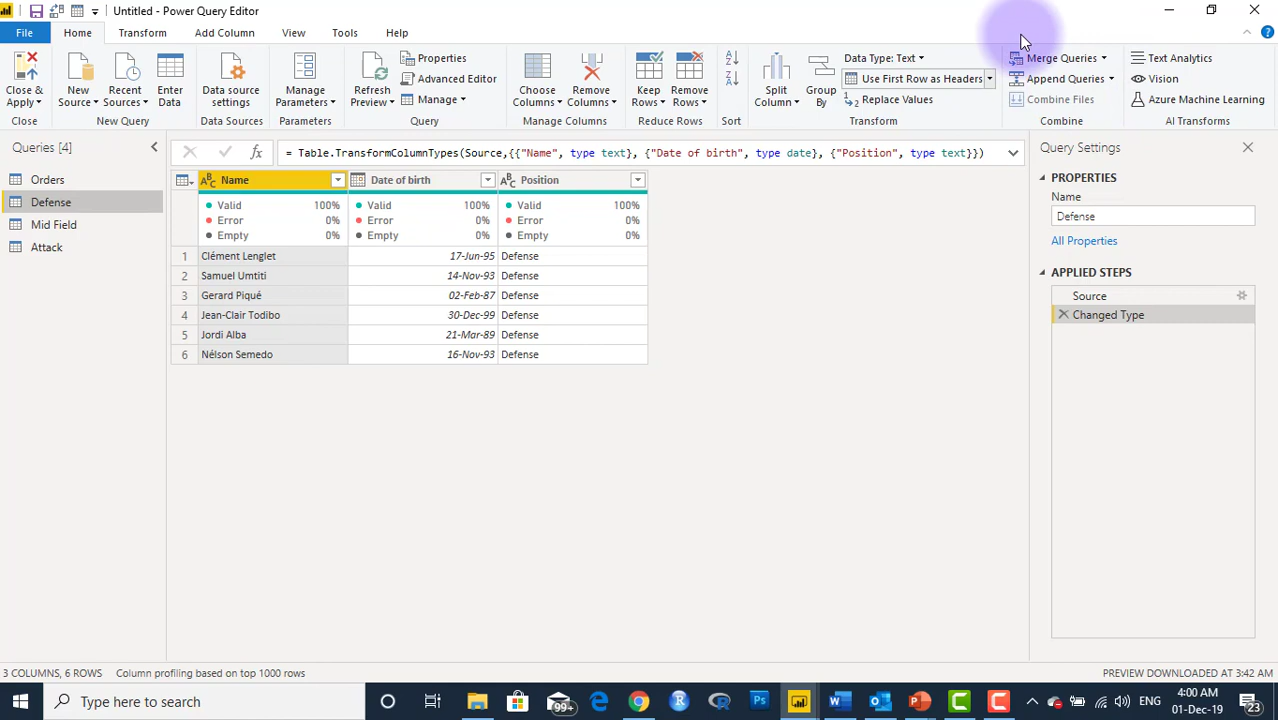 Untitled - Power Query Editor
File Home Transform Add Column View Tools Help
Close & Apply
New Source
Recent Sources
Enter Data
Data source settings
Manage Parameters
Refresh Preview
Properties
Advanced Editor
Manage
Choose Columns
Remove Columns
Keep Rows
Remove Rows
Split Column
Group By
Data Type: Text
Use First Row as Headers
Replace Values
Merge Queries
Append Queries
Combine Files
Text Analytics
Vision
Azure Machine Learning
Close New Query Data Sources Parameters Query Manage Columns Reduce Rows Sort Transform Combine AI Transforms
Queries [4]
Orders
Defense
Mid Field
Attack
fx = Table.TransformColumnTypes(Source,{{"Name", type text}, {"Date of birth", type date}, {"Position", type text}})
Name Date of birth Position
Valid 100% Valid 100% Valid 100%
Error 0% Error 0% Error 0%
Empty 0% Empty 0% Empty 0%
1 Clément Lenglet 17-Jun-95 Defense
2 Samuel Umtiti 14-Nov-93 Defense
3 Gerard Piqué 02-Feb-87 Defense
4 Jean-Clair Todibo 30-Dec-99 Defense
5 Jordi Alba 21-Mar-89 Defense
6 Nélson Semedo 16-Nov-93 Defense
Query Settings
PROPERTIES
Name
Defense
All Properties
APPLIED STEPS
Source
Changed Type
3 COLUMNS, 6 ROWS Column profiling based on top 1000 rows PREVIEW DOWNLOADED AT 3:42 AM
Type here to search
99+
ENG
4:00 AM
01-Dec-19
23